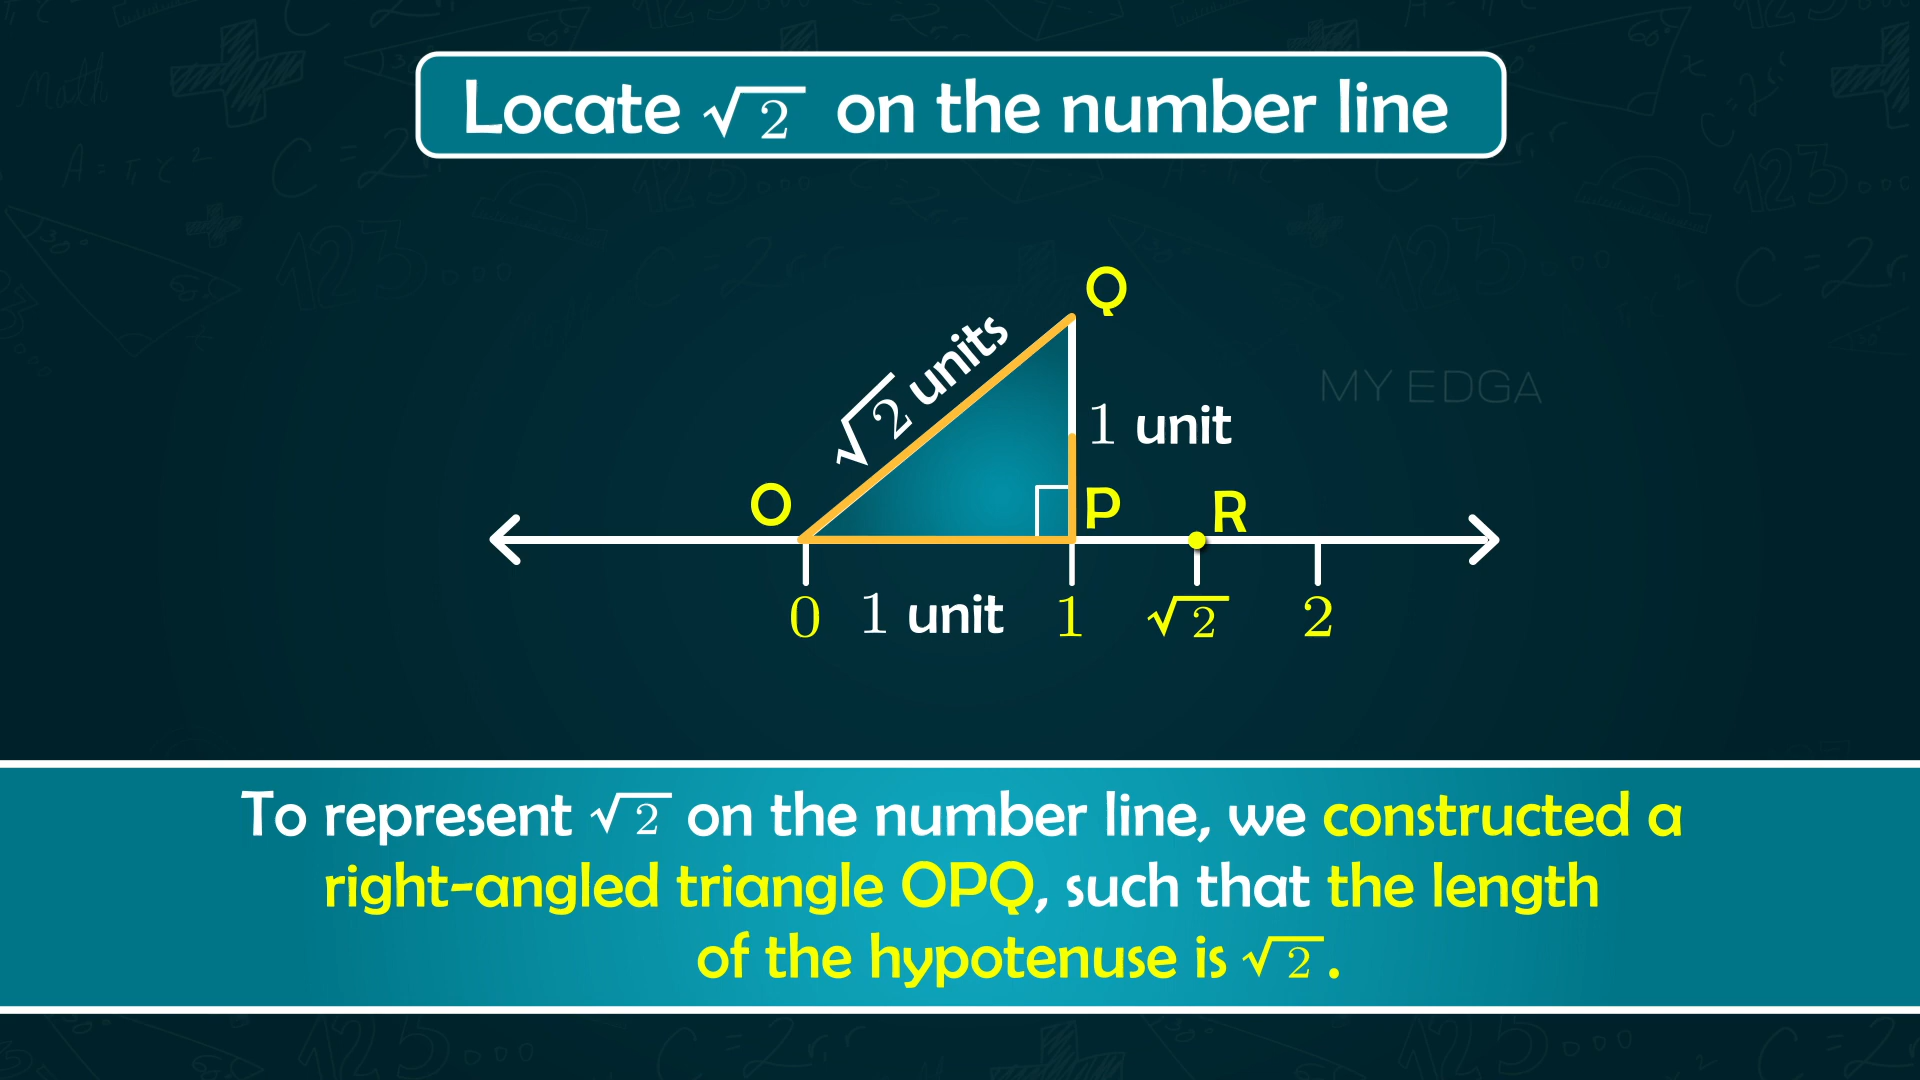 Locate √2 on the number line
Q
√2 units
MY EDGA
1 unit
O
P
R
0
1 unit
1
√2
2
To represent √2 on the number line, we constructed a
right-angled triangle OPQ, such that the length
of the hypotenuse is √2.